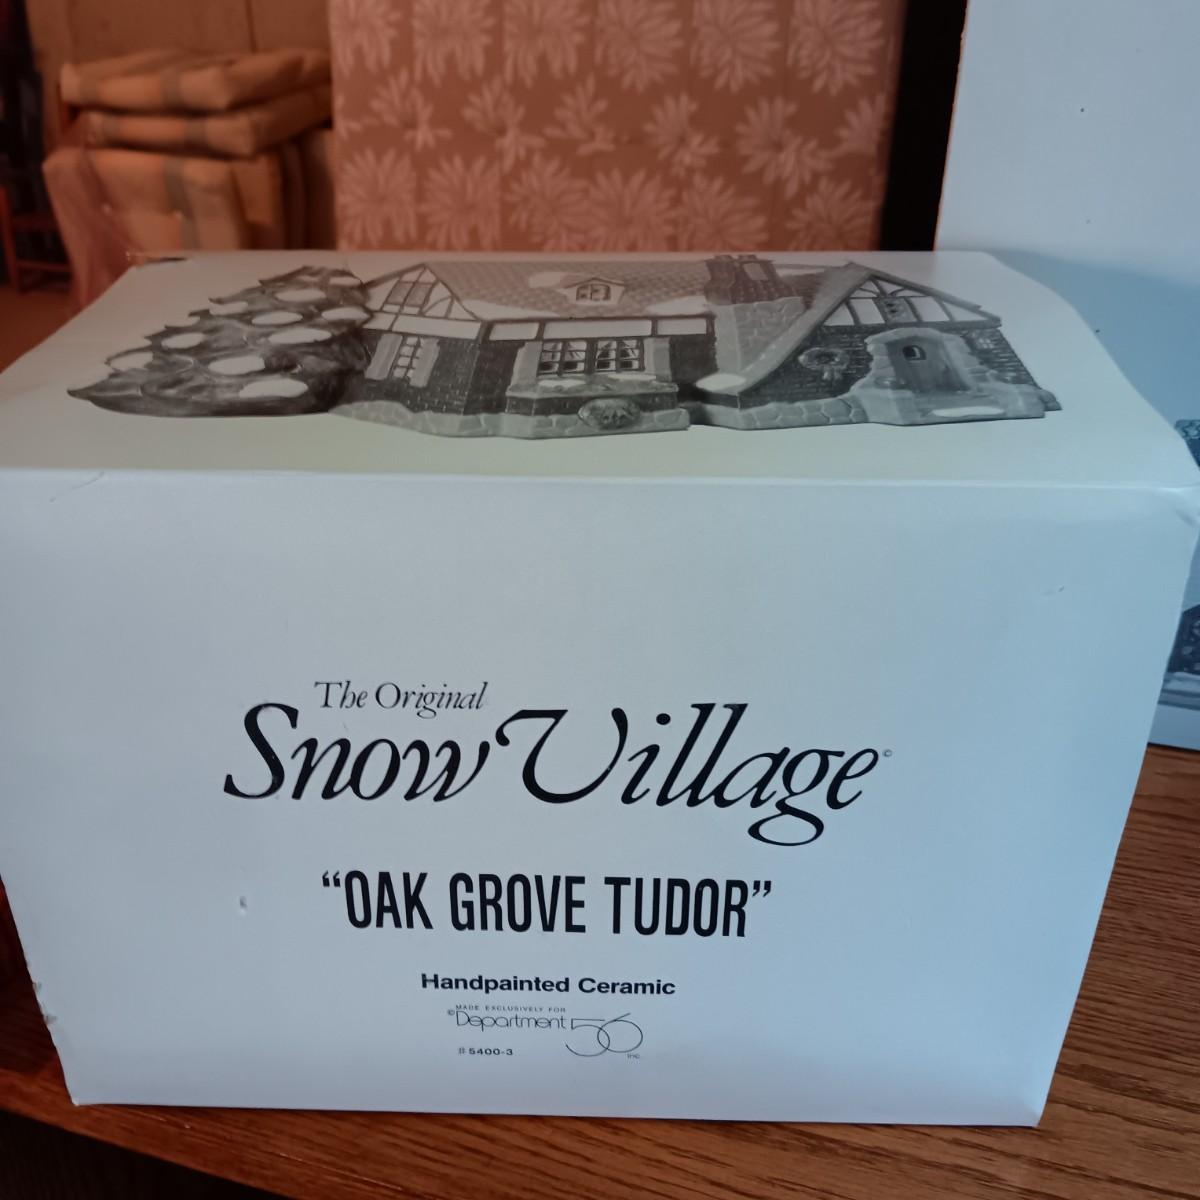 The Original
Snow Village©
“OAK GROVE TUDOR”
Handpainted Ceramic
MADE EXCLUSIVELY FOR
©Department 56 Inc.
# 5400-3